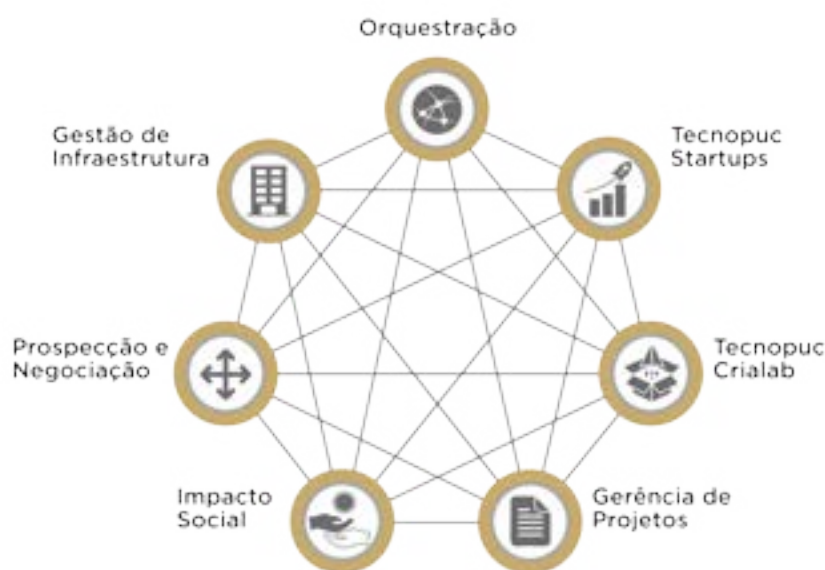 Orquestração
Gestão de
Infraestrutura
Tecnopuc
Startups
Prospecção e
Negociação
Tecnopuc
Crialab
Impacto
Social
Gerência de
Projetos